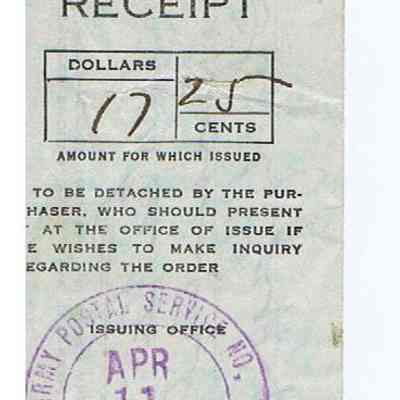 RECEIPT
DOLLARS
17 25
CENTS
AMOUNT FOR WHICH ISSUED
TO BE DETACHED BY THE PUR-
HASER, WHO SHOULD PRESENT
AT THE OFFICE OF ISSUE IF
E WISHES TO MAKE INQUIRY
EGARDING THE ORDER
ARMY POSTAL SERVICE NO.
ISSUING OFFICE
APR
11